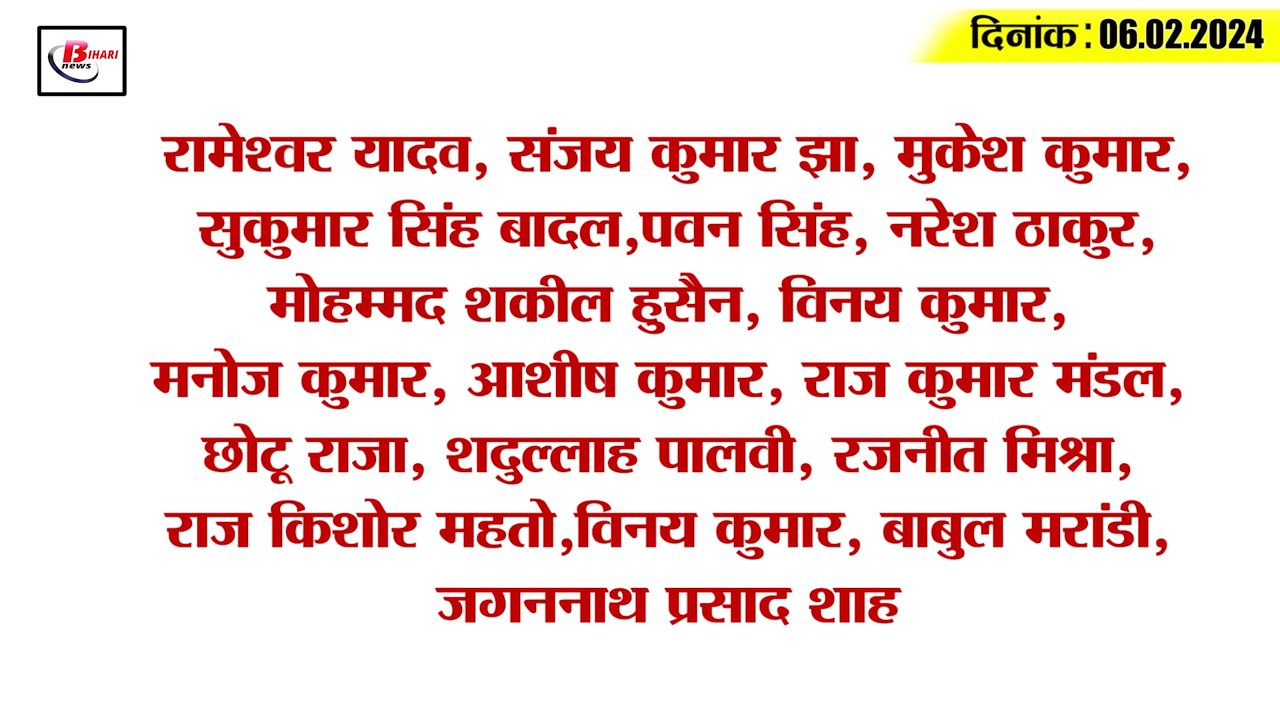 BIHARI
news
दिनांक : 06.02.2024
रामेश्वर यादव, संजय कुमार झा, मुकेश कुमार,
सुकुमार सिंह बादल,पवन सिंह, नरेश ठाकुर,
मोहम्मद शकील हुसैन, विनय कुमार,
मनोज कुमार, आशीष कुमार, राज कुमार मंडल,
छोटू राजा, शदुल्लाह पालवी, रजनीत मिश्रा,
राज किशोर महतो,विनय कुमार, बाबुल मरांडी,
जगननाथ प्रसाद शाह